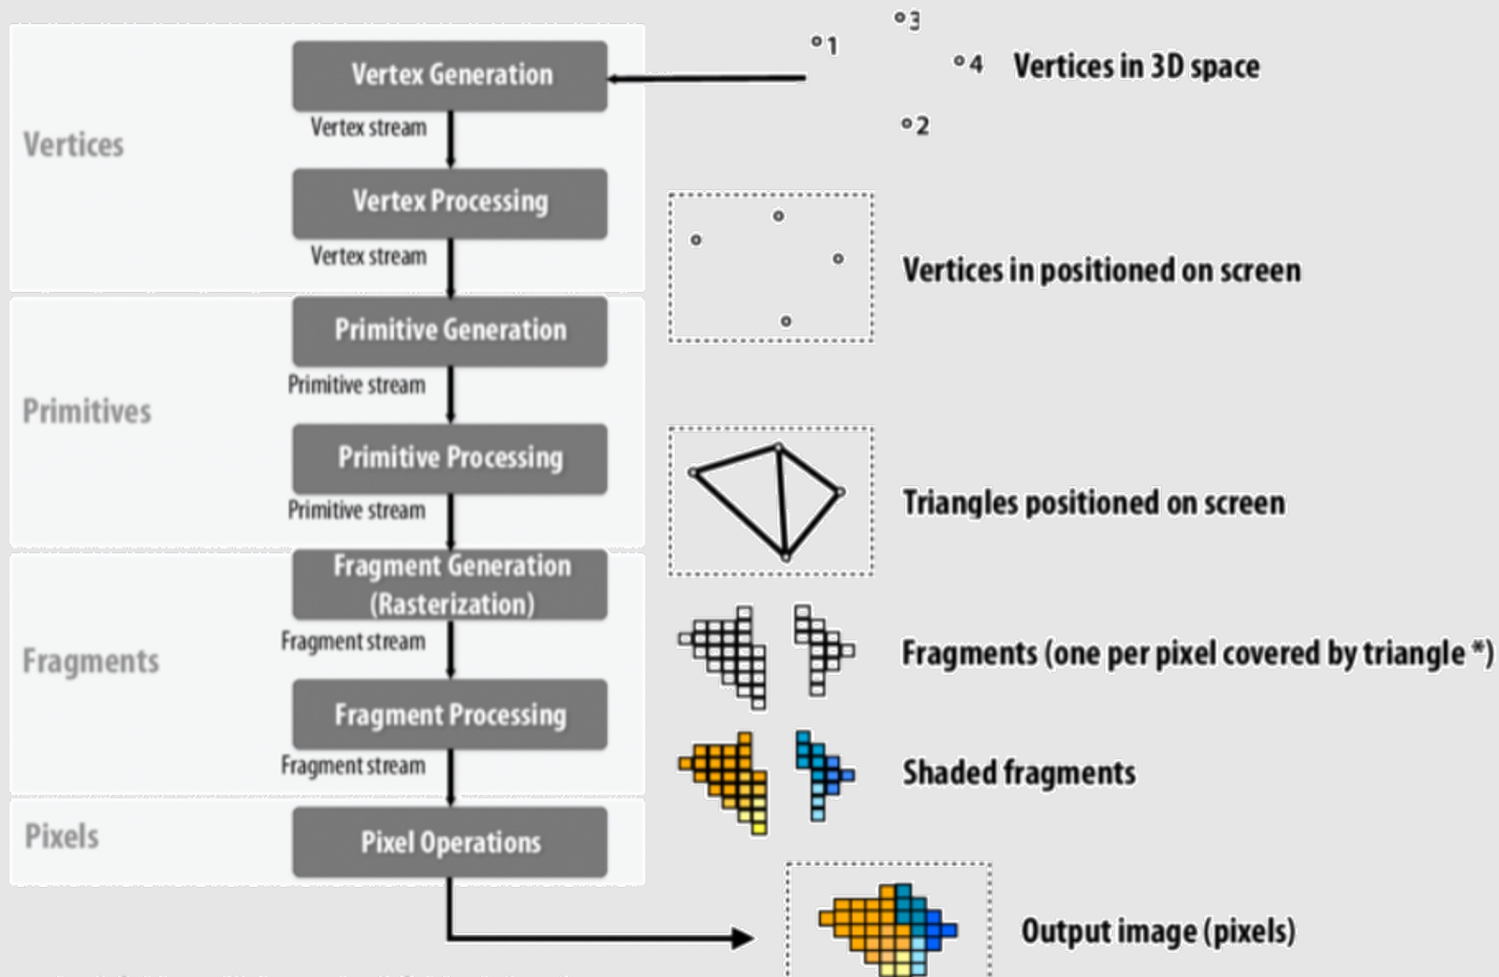 3
1
4
Vertices in 3D space
Vertex Generation
2
Vertex stream
Vertices
Vertex Processing
Vertex stream
Vertices in positioned on screen
Primitive Generation
Primitive stream
Primitives
Primitive Processing
Primitive stream
Triangles positioned on screen
Fragment Generation
(Rasterization)
Fragment stream
Fragments
Fragments (one per pixel covered by triangle *)
Fragment Processing
Fragment stream
Shaded fragments
Pixels
Pixel Operations
Output image (pixels)